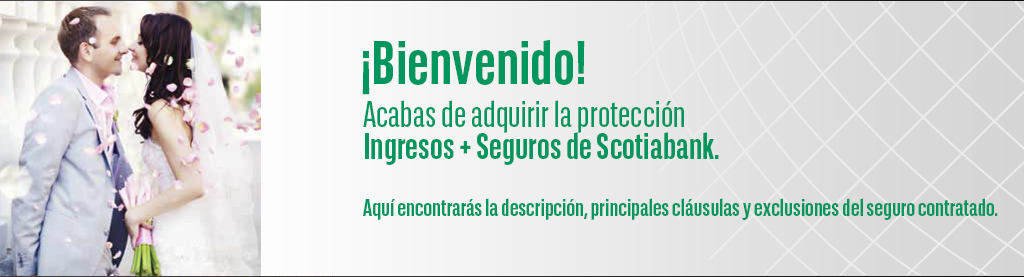 ¡Bienvenido!
Acabas de adquirir la protección
Ingresos + Seguros de Scotiabank.
Aquí encontrarás la descripción, principales cláusulas y exclusiones del seguro contratado.